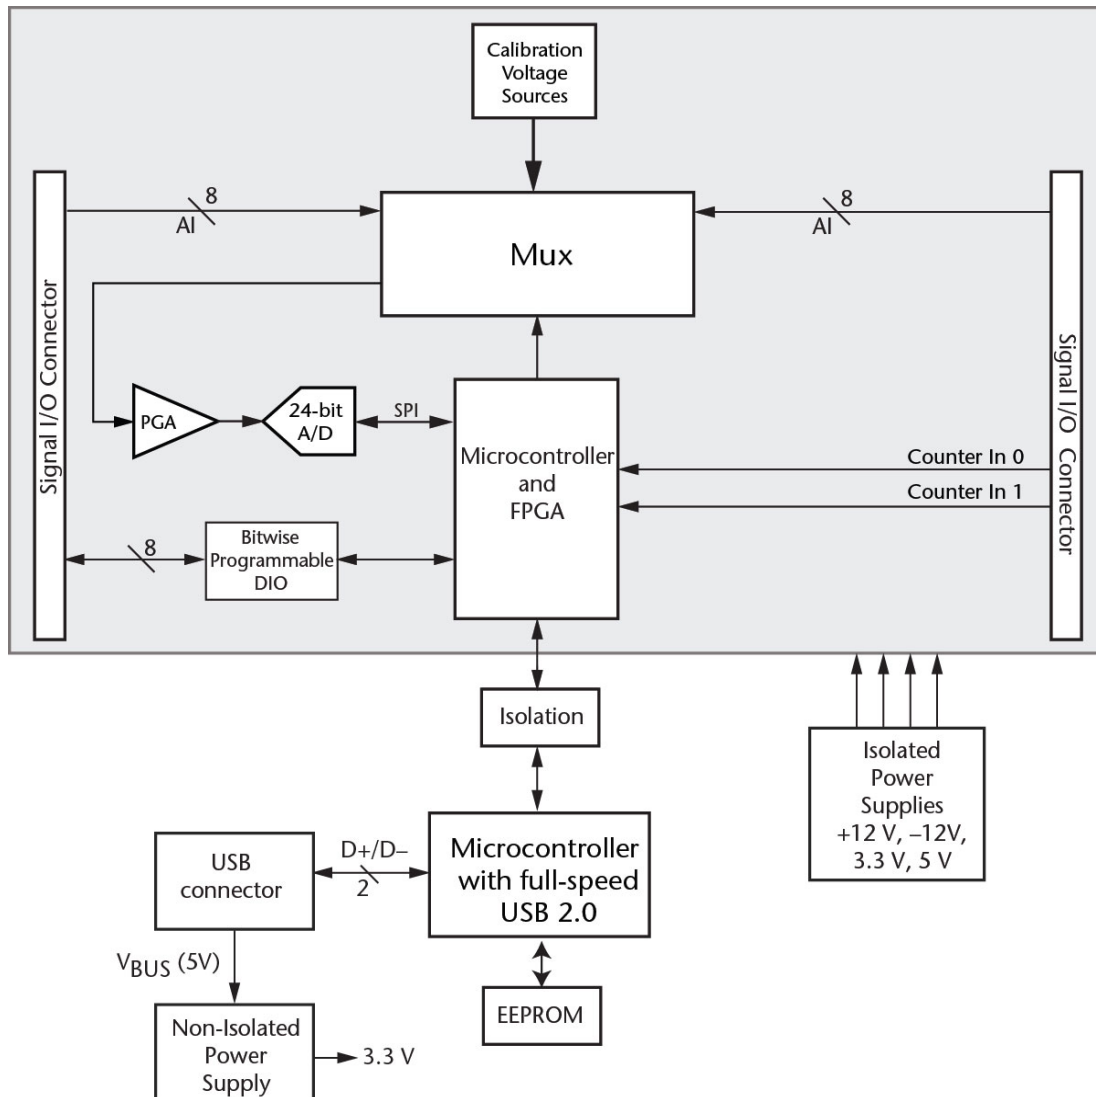 Calibration
Voltage
Sources
8
AI
8
AI
Mux
Signal I/O Connector
Signal I/O Connector
PGA
24-bit
A/D
SPI
Microcontroller
and
FPGA
Counter In 0
Counter In 1
8
Bitwise
Programmable
DIO
Isolation
Isolated
Power
Supplies
+12 V, –12V,
3.3 V, 5 V
USB
connector
D+/D–
2
Microcontroller
with full-speed
USB 2.0
VBUS (5V)
EEPROM
Non-Isolated
Power
Supply
3.3 V